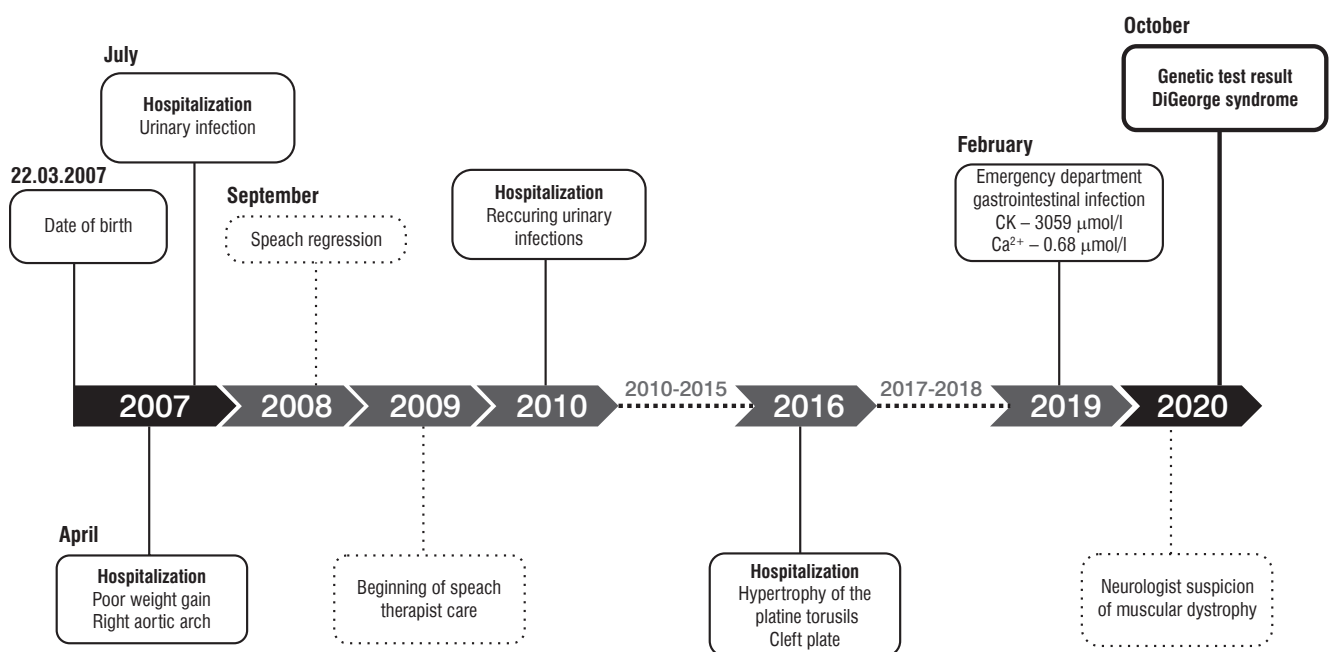 October
Genetic test result
DiGeorge syndrome
July
Hospitalization
Urinary infection
February
Emergency department
gastrointestinal infection
CK – 3059 μmol/l
Ca²⁺ – 0.68 μmol/l
22.03.2007
Date of birth
September
Speach regression
Hospitalization
Reccuring urinary
infections
2007
2008
2009
2010
2010-2015
2016
2017-2018
2019
2020
April
Hospitalization
Poor weight gain
Right aortic arch
Beginning of speach
therapist care
Hospitalization
Hypertrophy of the
platine torusils
Cleft plate
Neurologist suspicion
of muscular dystrophy